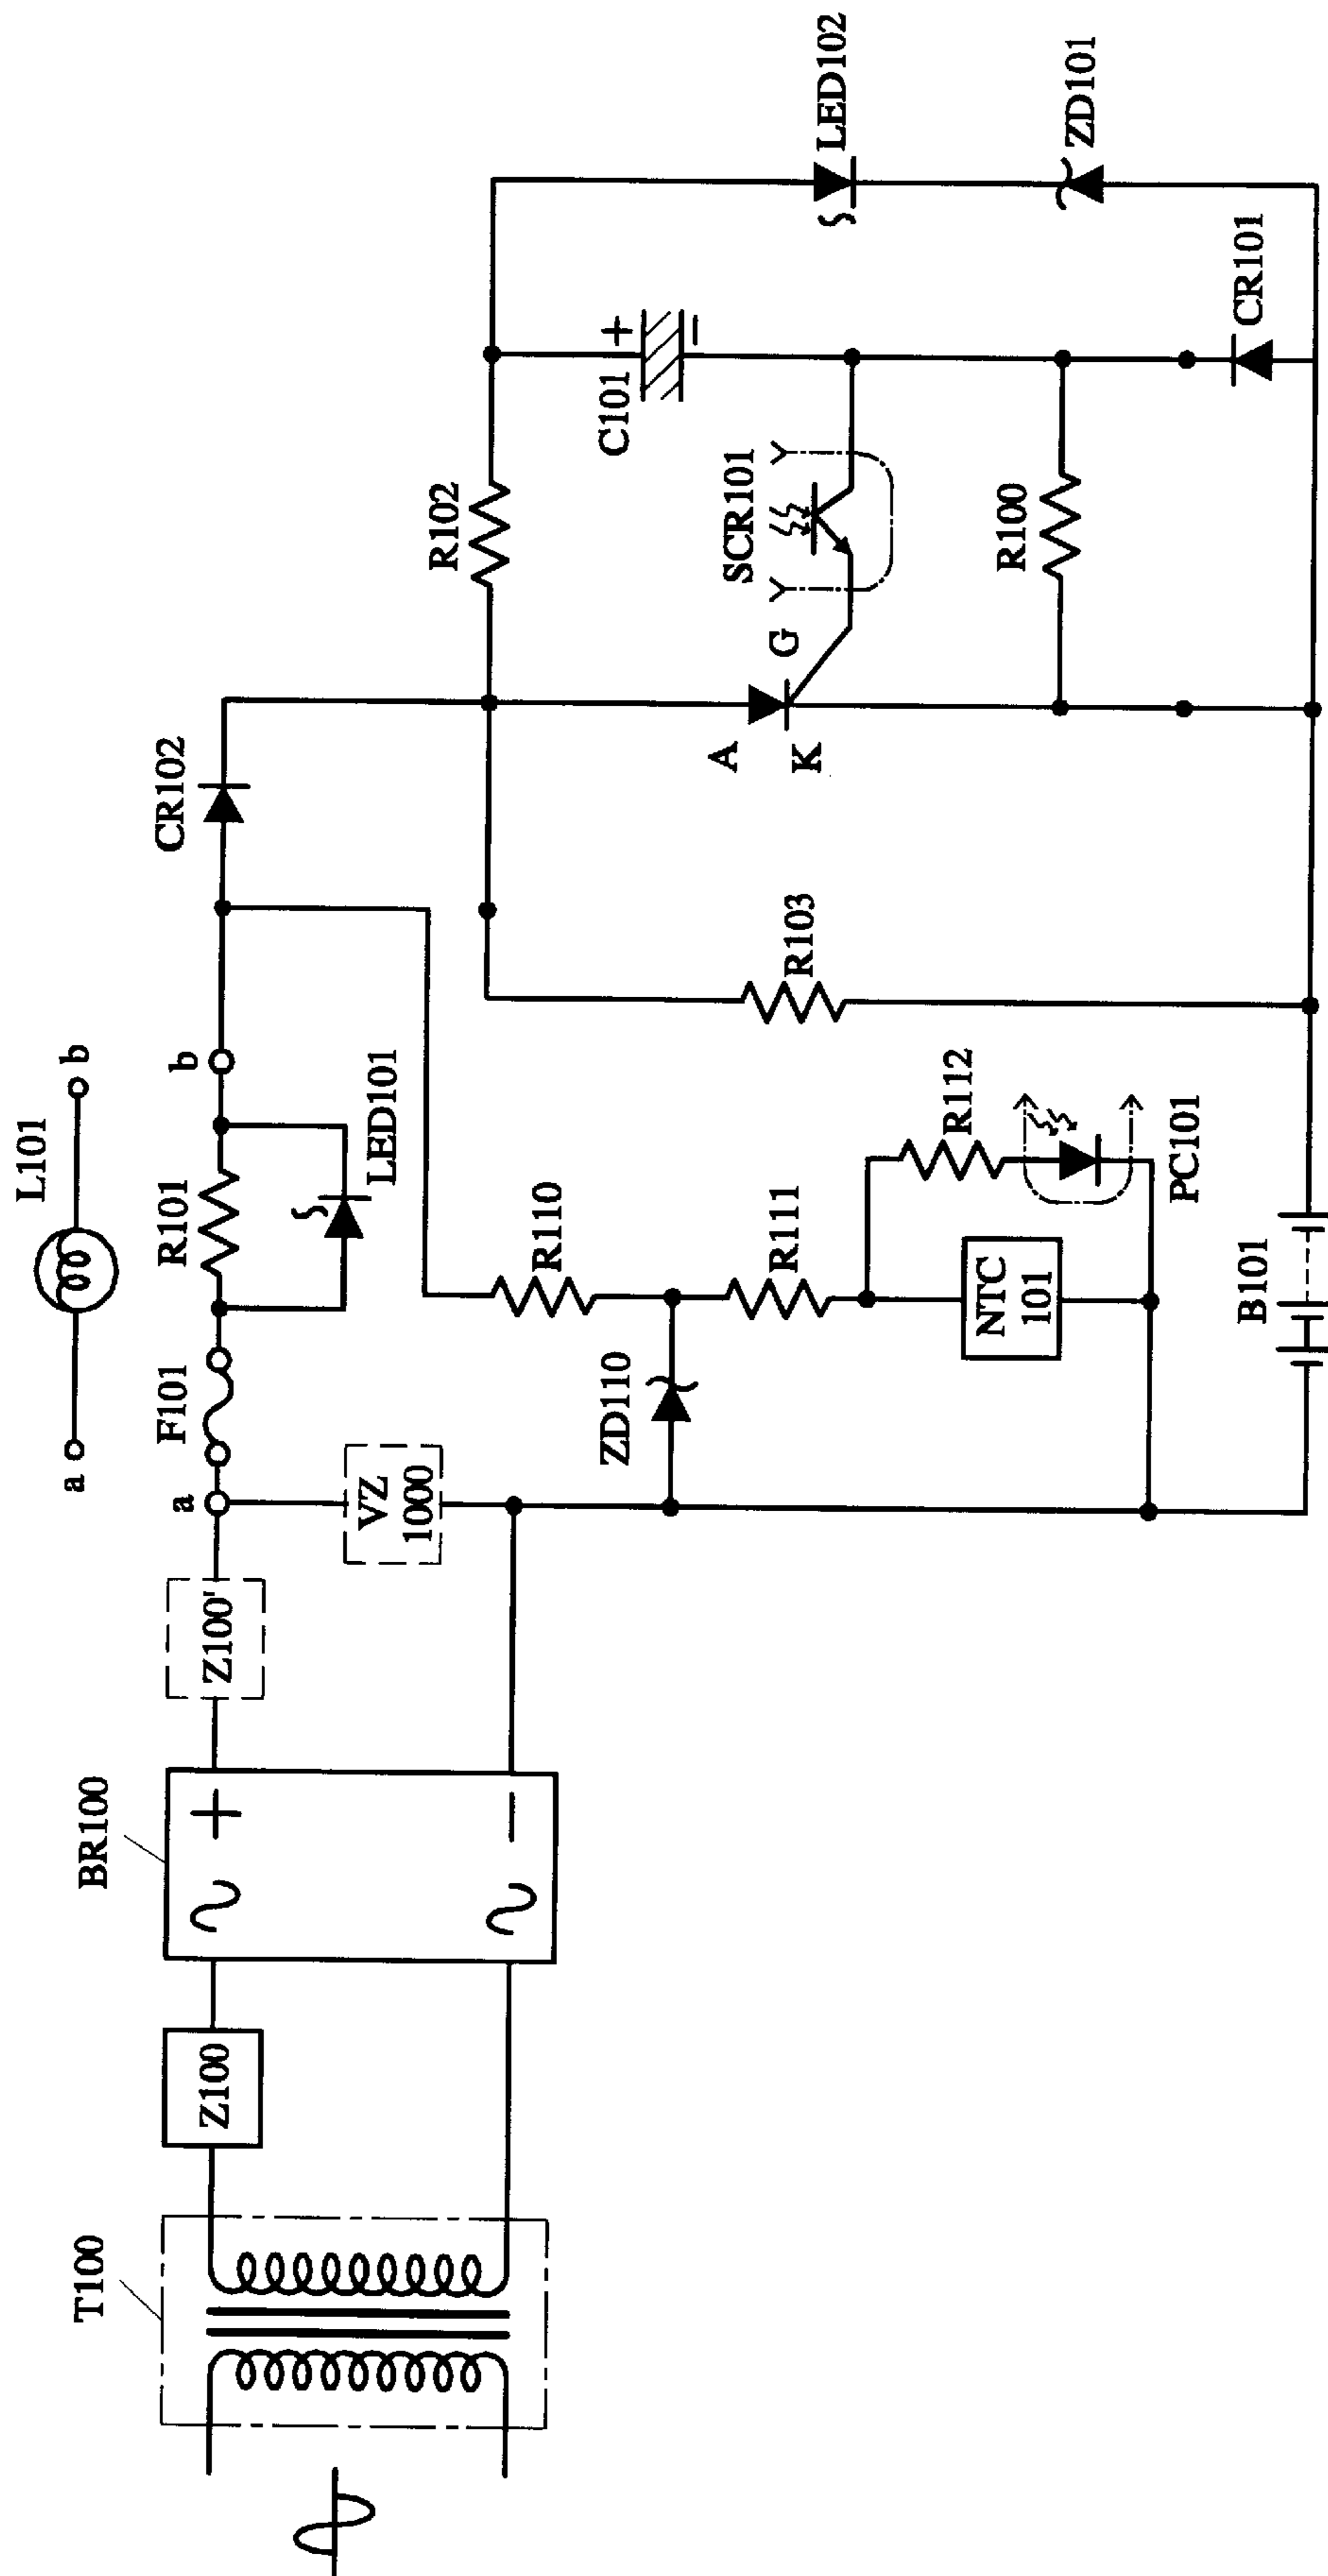 T100
Z100
BR100
+
−
Z100'
VZ
1000
a
L101
b
a
F101
R101
b
LED101
CR102
ZD110
R110
R111
NTC
101
R112
PC101
B101
R103
R102
A
K
G
SCR101
R100
C101
+
−
CR101
LED102
ZD101